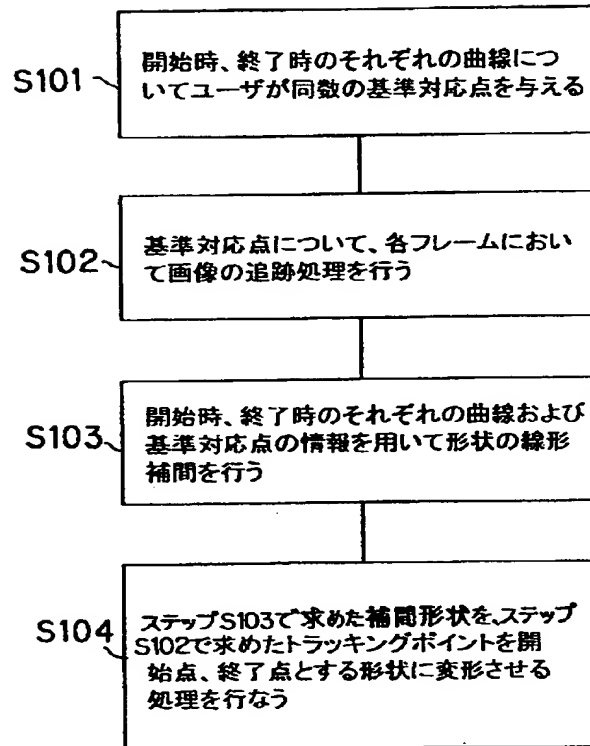 S101
開始時、終了時のそれぞれの曲線につ
いてユーザが同数の基準対応点を与える
S102
基準対応点について、各フレームにおい
て画像の追跡処理を行う
S103
開始時、終了時のそれぞれの曲線および
基準対応点の情報を用いて形状の線形
補間を行う
S104
ステップS103で求めた補間形状を、ステップ
S102で求めたトラッキングポイントを開
始点、終了点とする形状に変形させる
処理を行なう